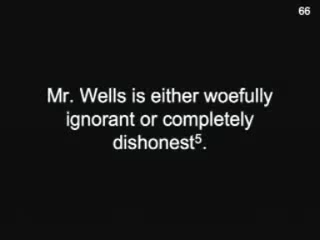 66
Mr. Wells is either woefully
ignorant or completely
dishonest⁵.